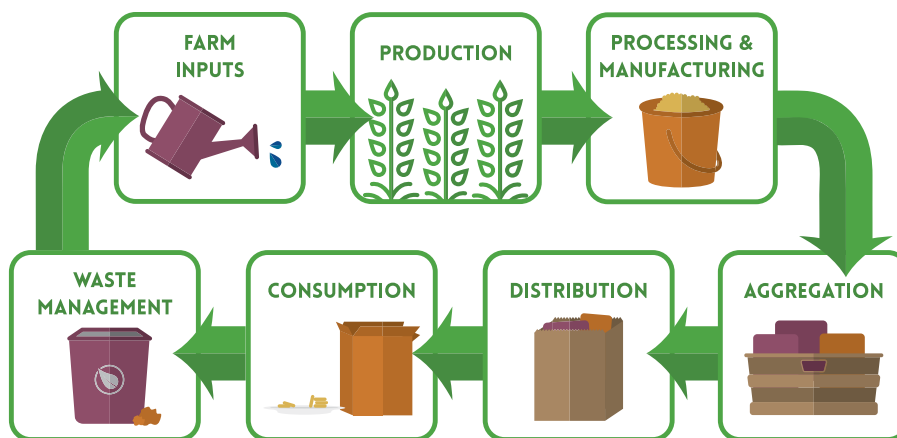 FARM
INPUTS
PRODUCTION
PROCESSING &
MANUFACTURING
WASTE
MANAGEMENT
CONSUMPTION
DISTRIBUTION
AGGREGATION